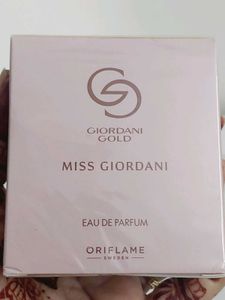 GIORDANI
GOLD
MISS GIORDANI
EAU DE PARFUM
ORIFLAME
SWEDEN